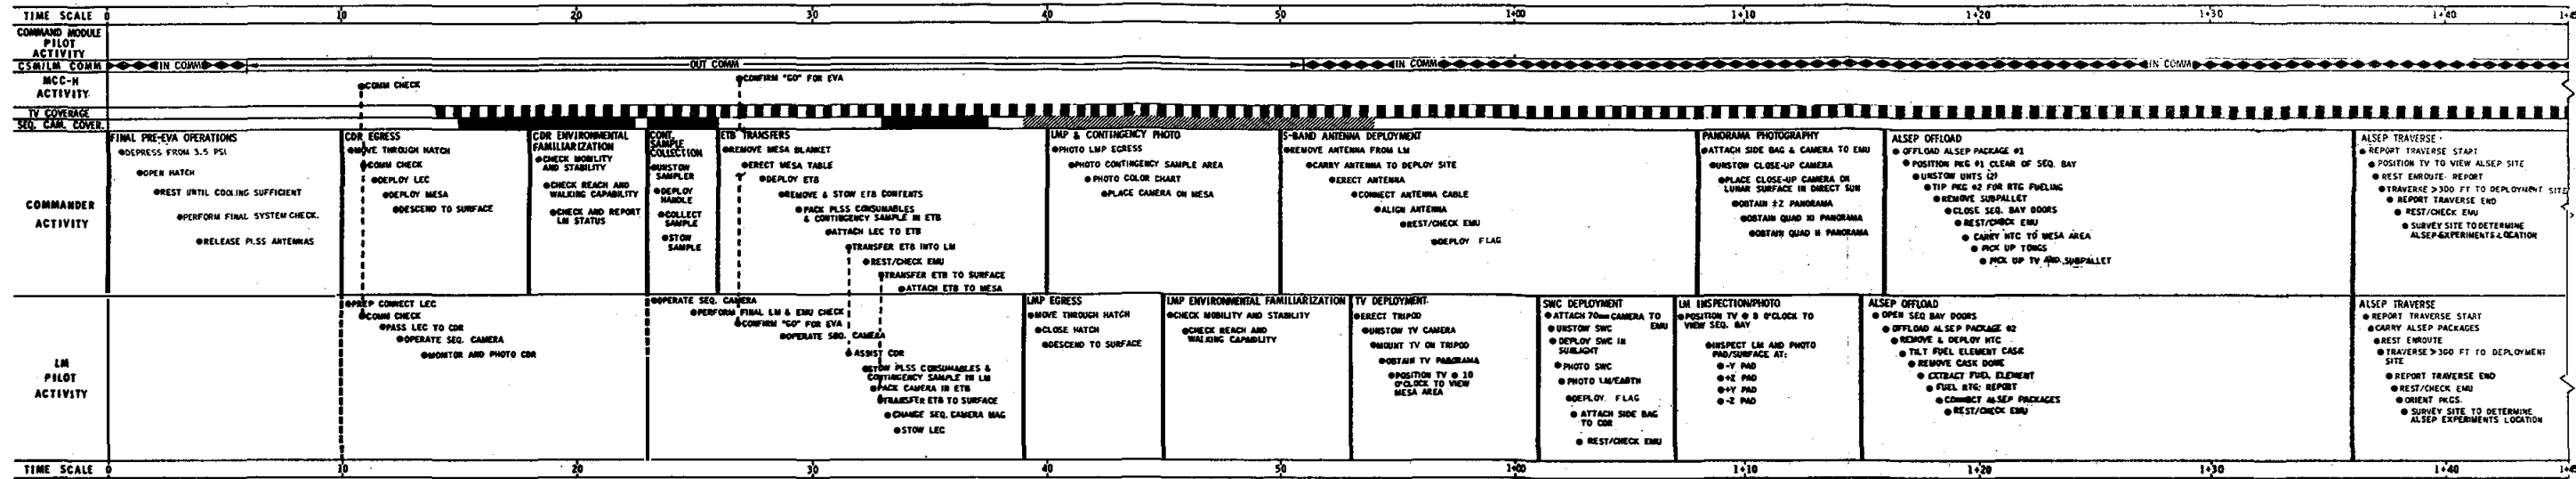 TIME SCALE 0 10 20 30 40 50 1+00 1+10 1+20 1+30 1+40
COMMAND MODULE
PILOT
ACTIVITY
CSM/LM COMM IN COMM OUT COMM IN COMM IN COMM
MCC-H
ACTIVITY
COMM CHECK
CONFIRM "GO" FOR EVA
TV COVERAGE
SEQ. CAM. COVER.
COMMANDER
ACTIVITY
FINAL PRE-EVA OPERATIONS
●DEPRESS FROM 3.5 PSI
●OPEN HATCH
●REST UNTIL COOLING SUFFICIENT
●PERFORM FINAL SYSTEM CHECK.
●RELEASE PLSS ANTENNAS
CDR EGRESS
●MOVE THROUGH HATCH
●COMM CHECK
●DEPLOY LEC
●DEPLOY MESA
●DESCEND TO SURFACE
CDR ENVIRONMENTAL
FAMILIARIZATION
●CHECK MOBILITY
AND STABILITY
●CHECK REACH AND
WALKING CAPABILITY
●CHECK AND REPORT
LM STATUS
CONT.
SAMPLE
COLLECTION
●UNSTOW
SAMPLER
●DEPLOY
HANDLE
●COLLECT
SAMPLE
●STOW
SAMPLE
ETB TRANSFERS
●REMOVE MESA BLANKET
●ERECT MESA TABLE
●DEPLOY ETB
●REMOVE & STOW ETB CONTENTS
●PACK PLSS CONSUMABLES
& CONTINGENCY SAMPLE IN ETB
●ATTACH LEC TO ETB
●TRANSFER ETB INTO LM
●REST/CHECK EMU
●TRANSFER ETB TO SURFACE
●ATTACH ETB TO MESA
LMP & CONTINGENCY PHOTO
●PHOTO LMP EGRESS
●PHOTO CONTINGENCY SAMPLE AREA
●PHOTO COLOR CHART
●PLACE CAMERA ON MESA
S-BAND ANTENNA DEPLOYMENT
●REMOVE ANTENNA FROM LM
●CARRY ANTENNA TO DEPLOY SITE
●ERECT ANTENNA
●CONNECT ANTENNA CABLE
●ALIGN ANTENNA
●REST/CHECK EMU
●DEPLOY FLAG
PANORAMA PHOTOGRAPHY
●ATTACH SIDE BAG & CAMERA TO EMU
●UNSTOW CLOSE-UP CAMERA
●PLACE CLOSE-UP CAMERA ON
LUNAR SURFACE IN DIRECT SUN
●OBTAIN +Z PANORAMA
●OBTAIN QUAD PANORAMA
●OBTAIN QUAD PANORAMA
ALSEP OFFLOAD
● OFFLOAD ALSEP PACKAGE #1
● POSITION PKG #1 CLEAR OF SEQ. BAY
● UNSTOW UNITS (2)
● TIP PKG #2 FOR RTG FUELING
● REMOVE SUBPALLET
● CLOSE SEQ. BAY DOORS
● REST/CHECK EMU
● CARRY HTC TO MESA AREA
● PICK UP TONGS
● PICK UP TV AND SUBPALLET
ALSEP TRAVERSE
● REPORT TRAVERSE START
● POSITION TV TO VIEW ALSEP SITE
● REST ENROUTE- REPORT
● TRAVERSE >300 FT TO DEPLOYMENT SITE
● REPORT TRAVERSE END
● REST/CHECK EMU
● SURVEY SITE TO DETERMINE
ALSEP EXPERIMENTS LOCATION
LM
PILOT
ACTIVITY
●PREP CONNECT LEC
●COMM CHECK
●PASS LEC TO CDR
●OPERATE SEQ. CAMERA
●MONITOR AND PHOTO CDR
●OPERATE SEQ. CAMERA
●PERFORM FINAL LM & EMU CHECK
●CONFIRM "GO" FOR EVA
●OPERATE SEQ. CAMERA
●ASSIST CDR
●STOW PLSS CONSUMABLES &
CONTINGENCY SAMPLE IN LM
●PACK CAMERA IN ETB
●TRANSFER ETB TO SURFACE
●CHANGE SEQ. CAMERA MAG
●STOW LEC
LMP EGRESS
●MOVE THROUGH HATCH
●CLOSE HATCH
●DESCEND TO SURFACE
LMP ENVIRONMENTAL FAMILIARIZATION
●CHECK MOBILITY AND STABILITY
●CHECK REACH AND
WALKING CAPABILITY
TV DEPLOYMENT
●ERECT TRIPOD
●UNSTOW TV CAMERA
●MOUNT TV ON TRIPOD
●OBTAIN TV PANORAMA
●POSITION TV @ 10
O'CLOCK TO VIEW
MESA AREA
SWC DEPLOYMENT
● ATTACH 70mm CAMERA TO
EMU
● UNSTOW SWC
● DEPLOY SWC IN
SUNLIGHT
● PHOTO SWC
● PHOTO LM/EARTH
●DEPLOY FLAG
● ATTACH SIDE BAG
TO CDR
● REST/CHECK EMU
LM INSPECTION/PHOTO
●POSITION TV @ 8 O'CLOCK TO
VIEW SEQ. BAY
●INSPECT LM AND PHOTO
PAD/SURFACE AT:
●-Y PAD
●+Z PAD
●+Y PAD
●-Z PAD
ALSEP OFFLOAD
● OPEN SEQ BAY DOORS
● OFFLOAD ALSEP PACKAGE #2
● REMOVE & DEPLOY HTC
● TILT FUEL ELEMENT CASK
● REMOVE CASK DOME
● EXTRACT FUEL ELEMENT
● FUEL RTG; REPORT
● CONNECT ALSEP PACKAGES
● REST/CHECK EMU
ALSEP TRAVERSE
● REPORT TRAVERSE START
● CARRY ALSEP PACKAGES
● REST ENROUTE
● TRAVERSE >300 FT TO DEPLOYMENT
SITE
● REPORT TRAVERSE END
● REST/CHECK EMU
● ORIENT PKGS.
● SURVEY SITE TO DETERMINE
ALSEP EXPERIMENTS LOCATION
TIME SCALE 0 10 20 30 40 50 1+00 1+10 1+20 1+30 1+40